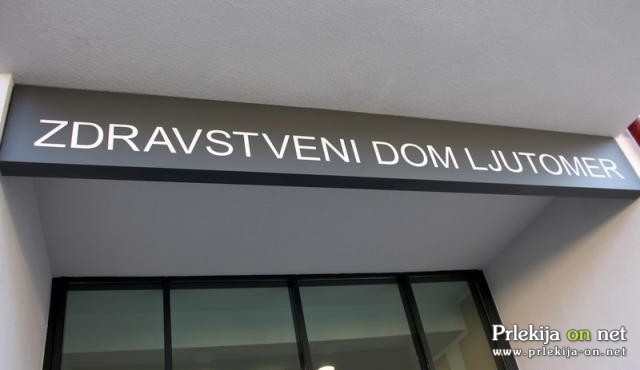 ZDRAVSTVENI DOM LJUTOMER
Prlekija on net
www.prlekija-on.net